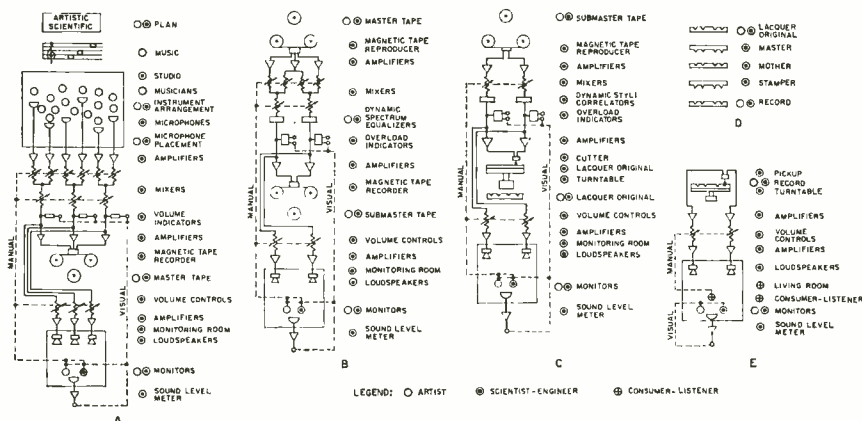 ARTISTIC
SCIENTIFIC
PLAN
MUSIC
STUDIO
MUSICIANS
INSTRUMENT
ARRANGEMENT
MICROPHONES
MICROPHONE
PLACEMENT
AMPLIFIERS
MIXERS
VOLUME
INDICATORS
AMPLIFIERS
MAGNETIC TAPE
RECORDER
MASTER TAPE
VOLUME CONTROLS
AMPLIFIERS
MONITORING ROOM
LOUDSPEAKERS
MONITORS
SOUND LEVEL
METER
MANUAL
VISUAL
A
MASTER TAPE
MAGNETIC TAPE
REPRODUCER
AMPLIFIERS
MIXERS
DYNAMIC
SPECTRUM
EQUALIZERS
OVERLOAD
INDICATORS
AMPLIFIERS
MAGNETIC TAPE
RECORDER
SUBMASTER TAPE
VOLUME CONTROLS
AMPLIFIERS
MONITORING ROOM
LOUDSPEAKERS
MONITORS
SOUND LEVEL
METER
MANUAL
VISUAL
B
SUBMASTER TAPE
MAGNETIC TAPE
REPRODUCER
AMPLIFIERS
MIXERS
DYNAMIC STYLI
CORRELATORS
OVERLOAD
INDICATORS
AMPLIFIERS
CUTTER
LACQUER ORIGINAL
TURNTABLE
LACQUER ORIGINAL
VOLUME CONTROLS
AMPLIFIERS
MONITORING ROOM
LOUDSPEAKERS
MONITORS
SOUND LEVEL
METER
MANUAL
VISUAL
C
LACQUER
ORIGINAL
MASTER
MOTHER
STAMPER
RECORD
D
PICKUP
RECORD
TURNTABLE
AMPLIFIERS
VOLUME
CONTROLS
AMPLIFIERS
LOUDSPEAKERS
LIVING ROOM
CONSUMER-LISTENER
MONITORS
SOUND LEVEL
METER
MANUAL
VISUAL
E
LEGEND: ARTIST SCIENTIST-ENGINEER CONSUMER-LISTENER